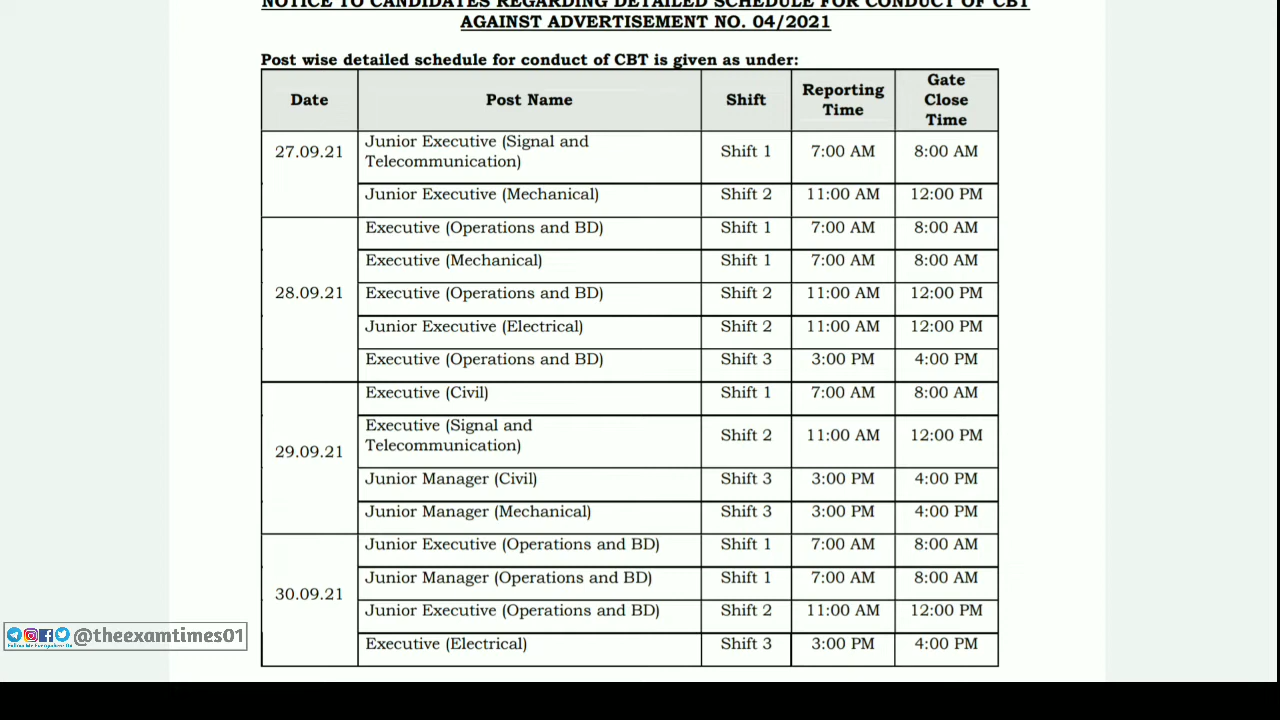 NOTICE TO CANDIDATES REGARDING DETAILED SCHEDULE FOR CONDUCT OF CBT
AGAINST ADVERTISEMENT NO. 04/2021
Post wise detailed schedule for conduct of CBT is given as under:
Date Post Name Shift Reporting Time Gate Close Time
27.09.21 Junior Executive (Signal and
Telecommunication) Shift 1 7:00 AM 8:00 AM
Junior Executive (Mechanical) Shift 2 11:00 AM 12:00 PM
Executive (Operations and BD) Shift 1 7:00 AM 8:00 AM
Executive (Mechanical) Shift 1 7:00 AM 8:00 AM
28.09.21 Executive (Operations and BD) Shift 2 11:00 AM 12:00 PM
Junior Executive (Electrical) Shift 2 11:00 AM 12:00 PM
Executive (Operations and BD) Shift 3 3:00 PM 4:00 PM
Executive (Civil) Shift 1 7:00 AM 8:00 AM
29.09.21 Executive (Signal and
Telecommunication) Shift 2 11:00 AM 12:00 PM
Junior Manager (Civil) Shift 3 3:00 PM 4:00 PM
Junior Manager (Mechanical) Shift 3 3:00 PM 4:00 PM
Junior Executive (Operations and BD) Shift 1 7:00 AM 8:00 AM
30.09.21 Junior Manager (Operations and BD) Shift 1 7:00 AM 8:00 AM
Junior Executive (Operations and BD) Shift 2 11:00 AM 12:00 PM
Executive (Electrical) Shift 3 3:00 PM 4:00 PM
@theexamtimes01